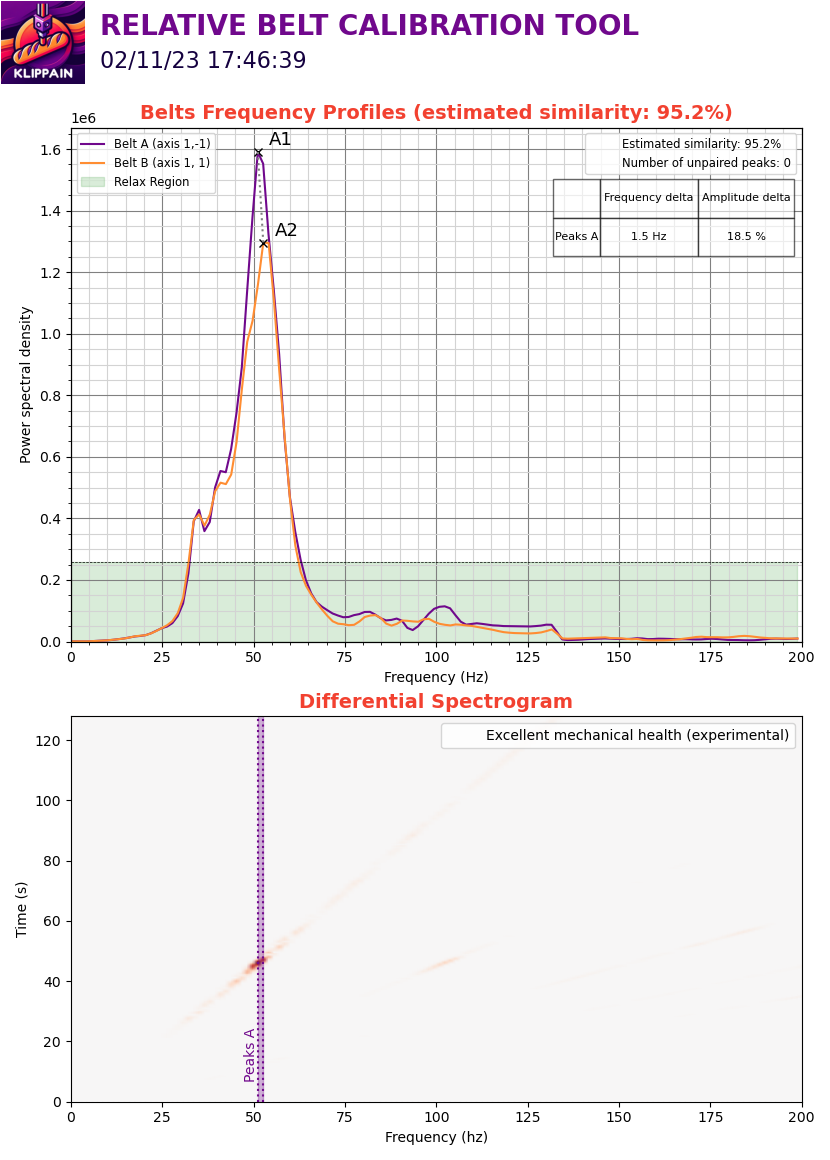 KLIPPAIN
RELATIVE BELT CALIBRATION TOOL
02/11/23 17:46:39
Belts Frequency Profiles (estimated similarity: 95.2%)
1e6
Belt A (axis 1,-1)
Belt B (axis 1, 1)
Relax Region
A1
A2
Estimated similarity: 95.2%
Number of unpaired peaks: 0
Frequency delta Amplitude delta
Peaks A 1.5 Hz 18.5 %
Power spectral density
1.6
1.4
1.2
1.0
0.8
0.6
0.4
0.2
0.0
0 25 50 75 100 125 150 175 200
Frequency (Hz)
Differential Spectrogram
Excellent mechanical health (experimental)
Peaks A
Time (s)
120
100
80
60
40
20
0
0 25 50 75 100 125 150 175 200
Frequency (hz)